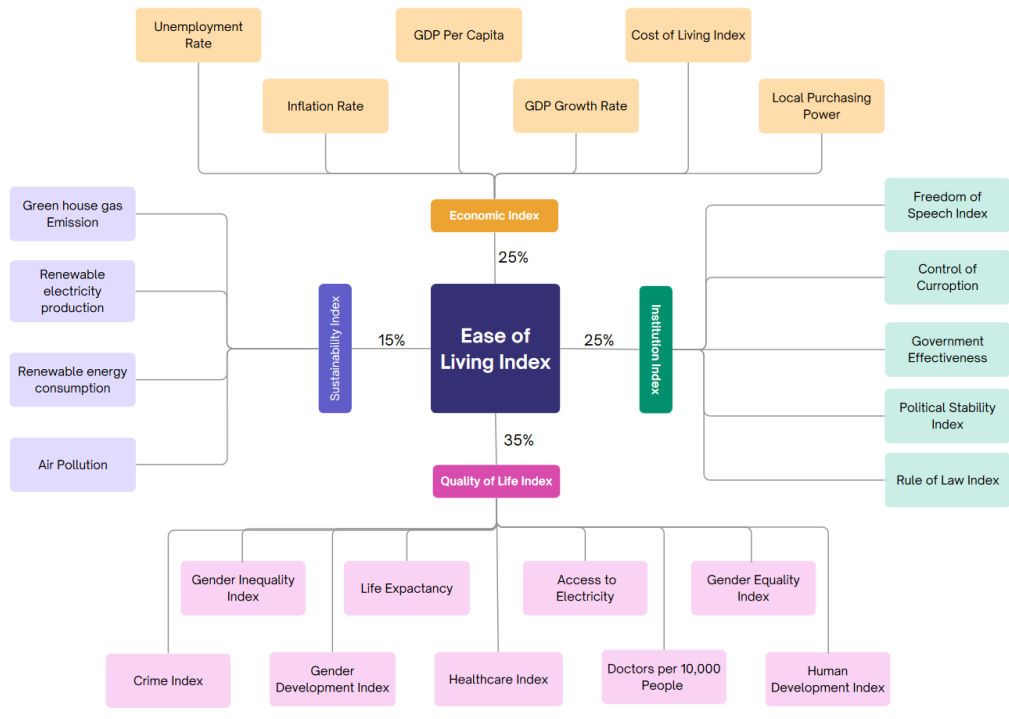 Unemployment
Rate
GDP Per Capita
Cost of Living Index
Inflation Rate
GDP Growth Rate
Local Purchasing
Power
Economic Index
25%
Green house gas
Emission
Renewable
electricity
production
Renewable energy
consumption
Air Pollution
Sustainability Index
15%
Ease of
Living Index
25%
Institution Index
Freedom of
Speech Index
Control of
Curroption
Government
Effectiveness
Political Stability
Index
Rule of Law Index
35%
Quality of Life Index
Gender Inequality
Index
Life Expactancy
Access to
Electricity
Gender Equality
Index
Crime Index
Gender
Development Index
Healthcare Index
Doctors per 10,000
People
Human
Development Index